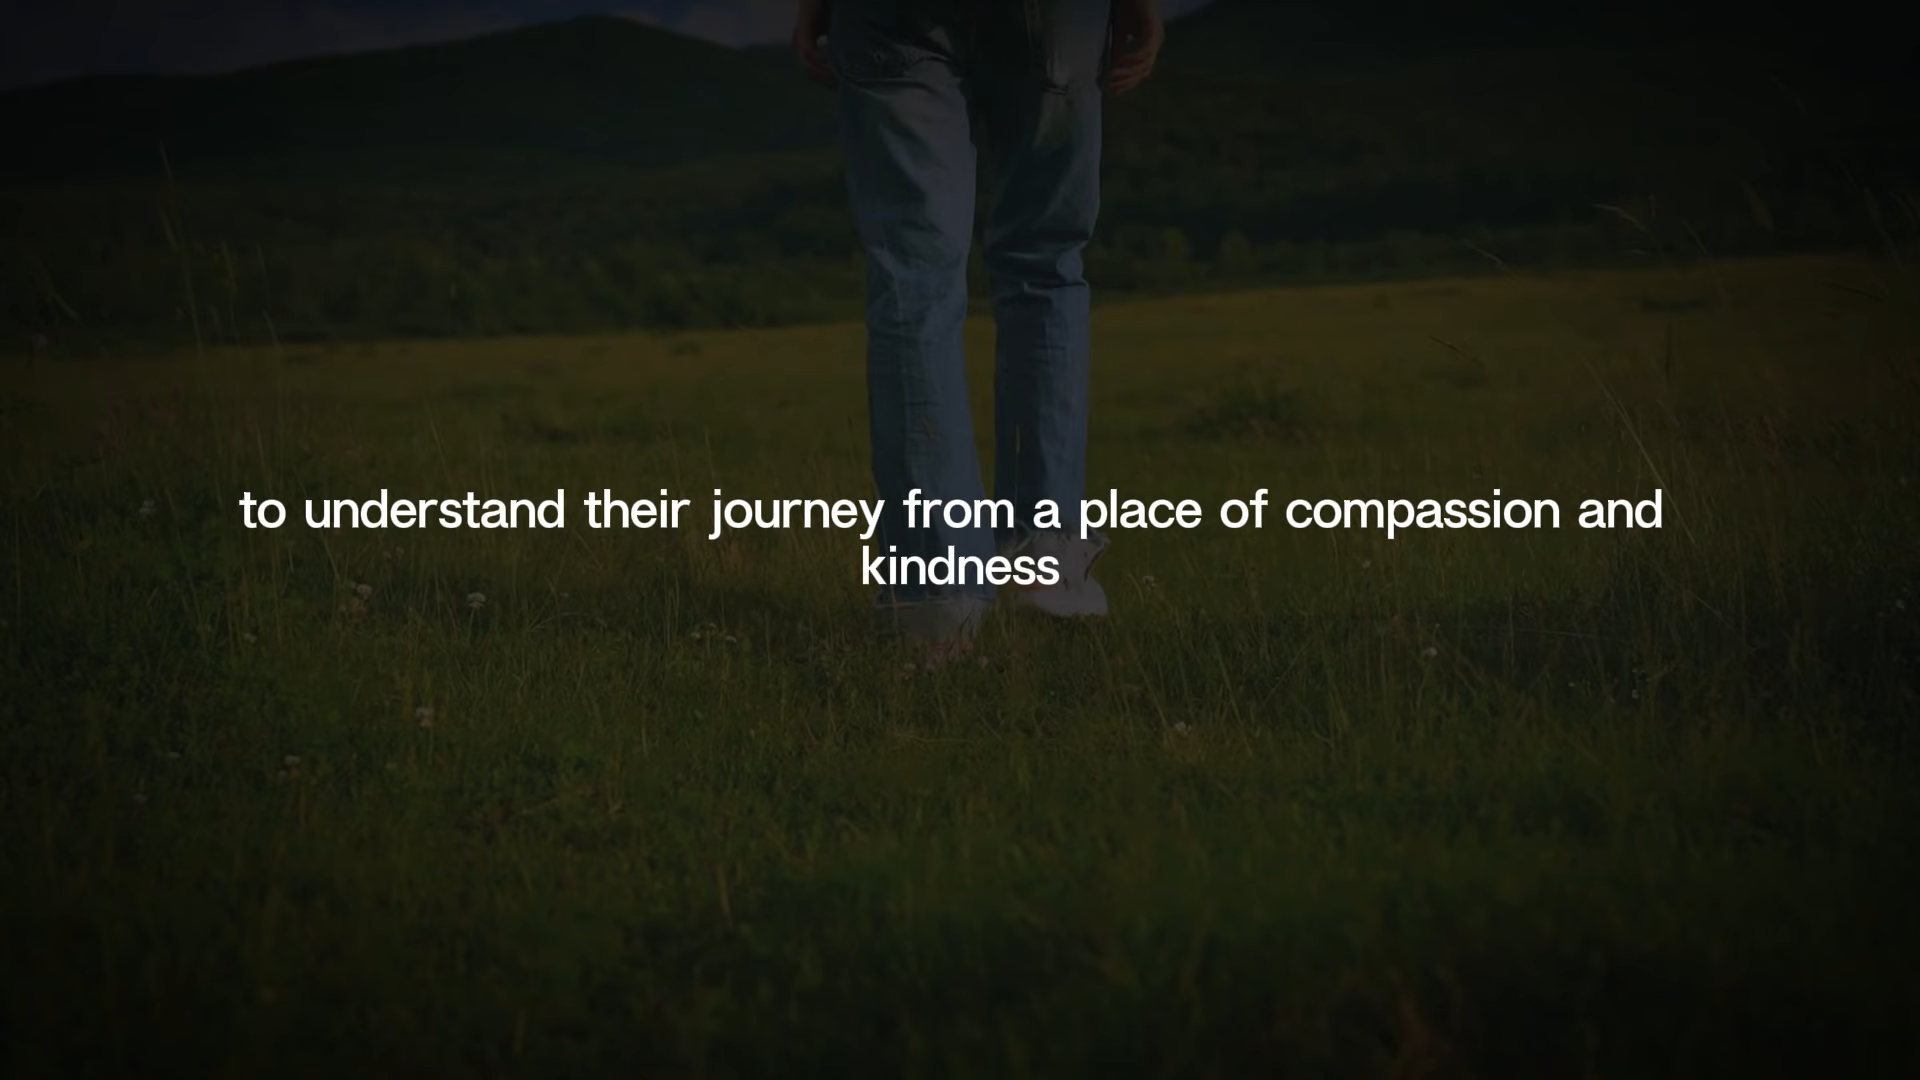 to understand their journey from a place of compassion and
kindness